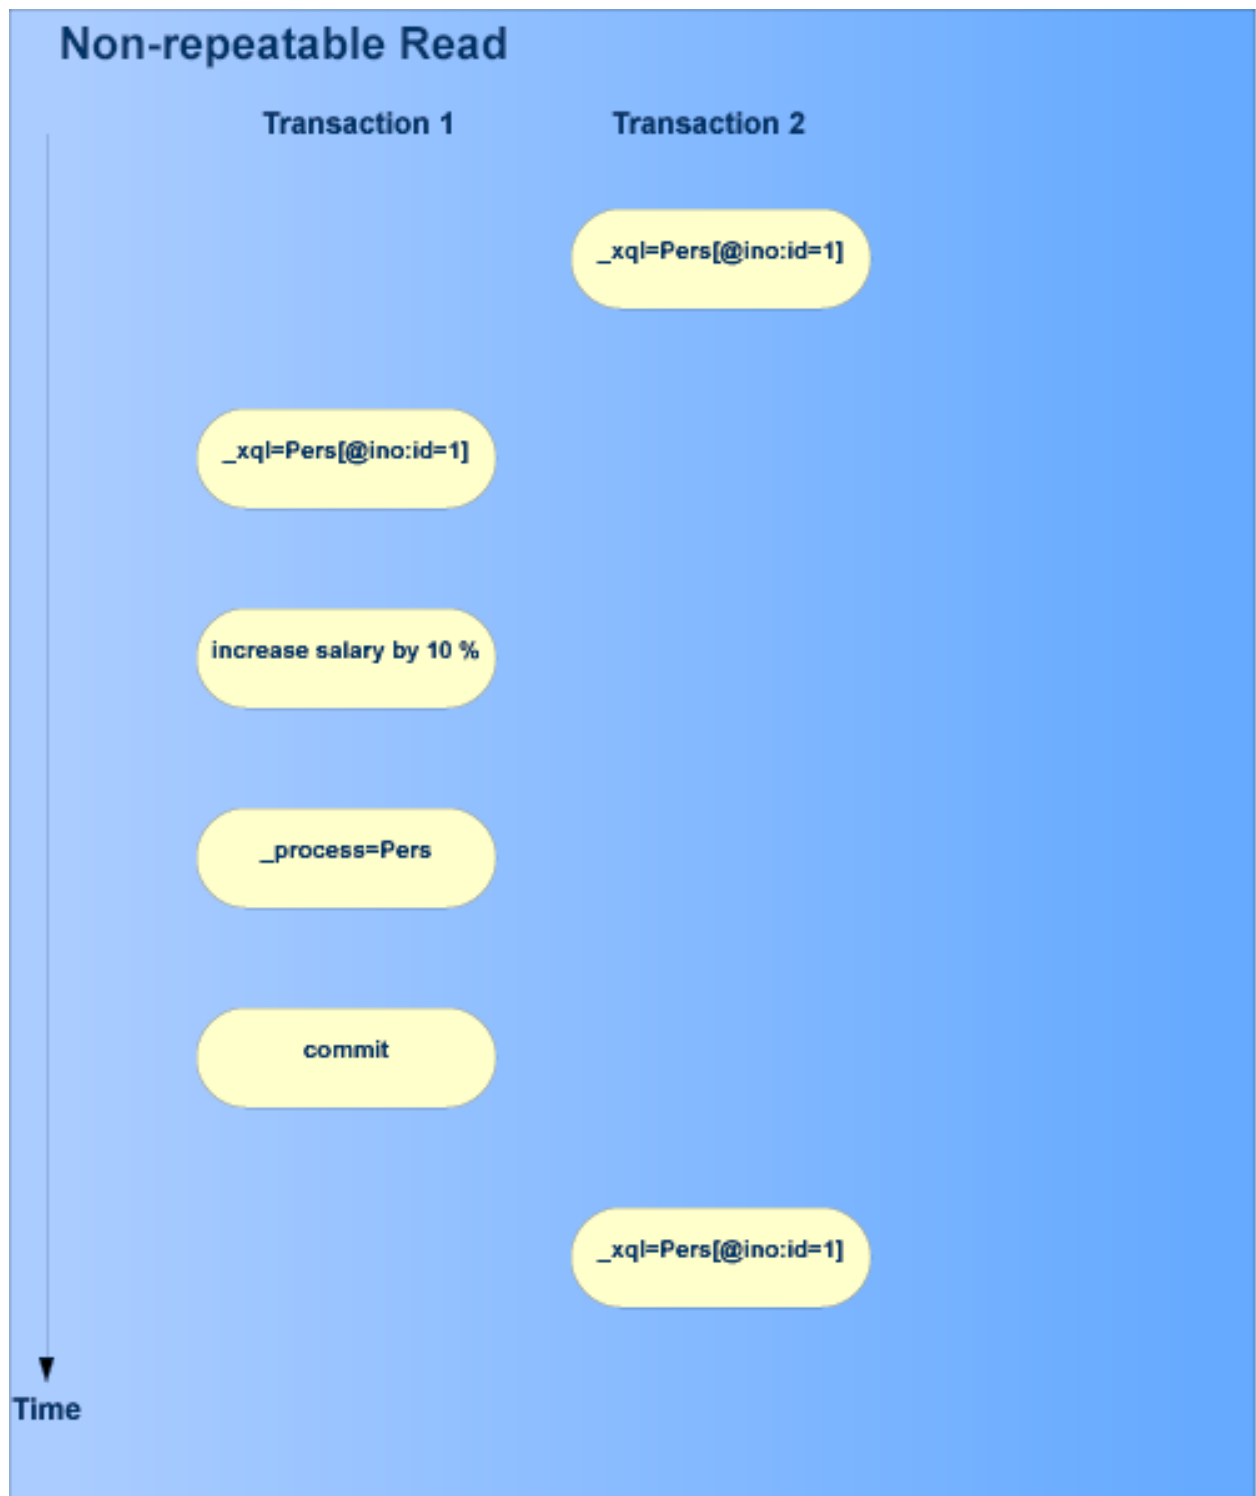 Non-repeatable Read
Transaction 1 Transaction 2
_xql=Pers[@ino:id=1]
_xql=Pers[@ino:id=1]
increase salary by 10 %
_process=Pers
commit
_xql=Pers[@ino:id=1]
Time